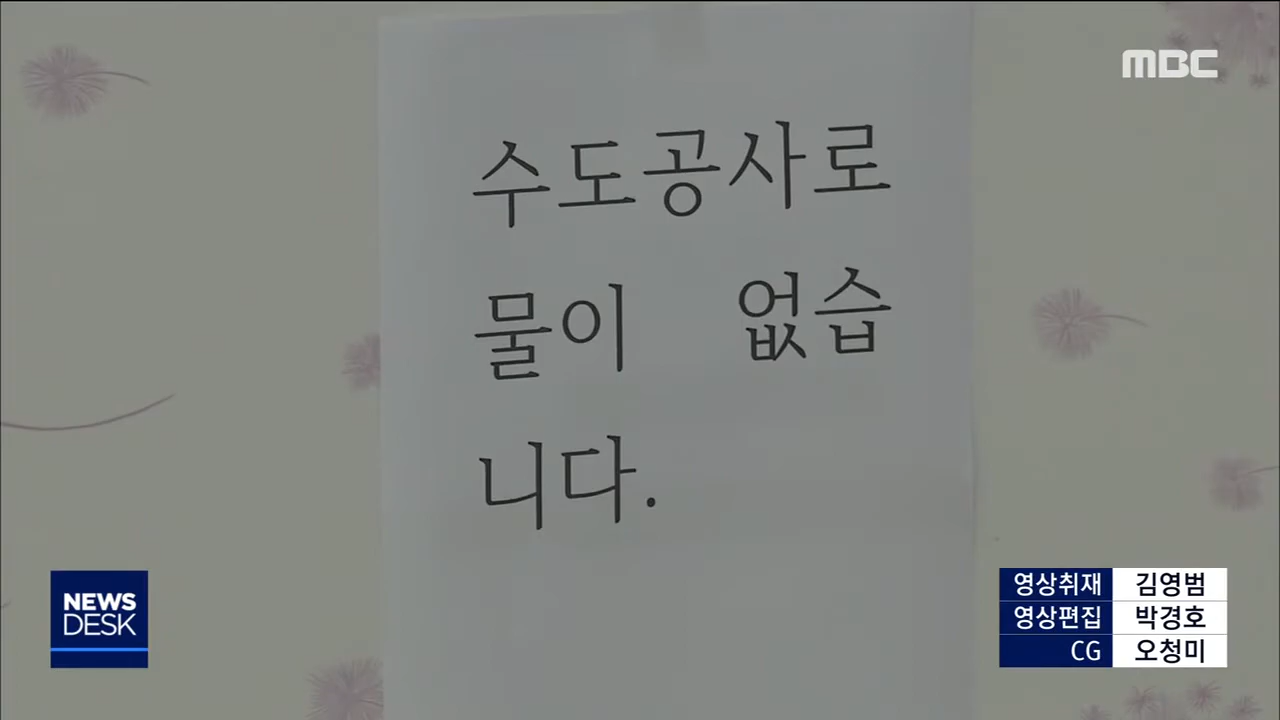 MBC
수도공사로
물이 없습
니다.
NEWS
DESK
영상취재 김영범
영상편집 박경호
CG 오청미